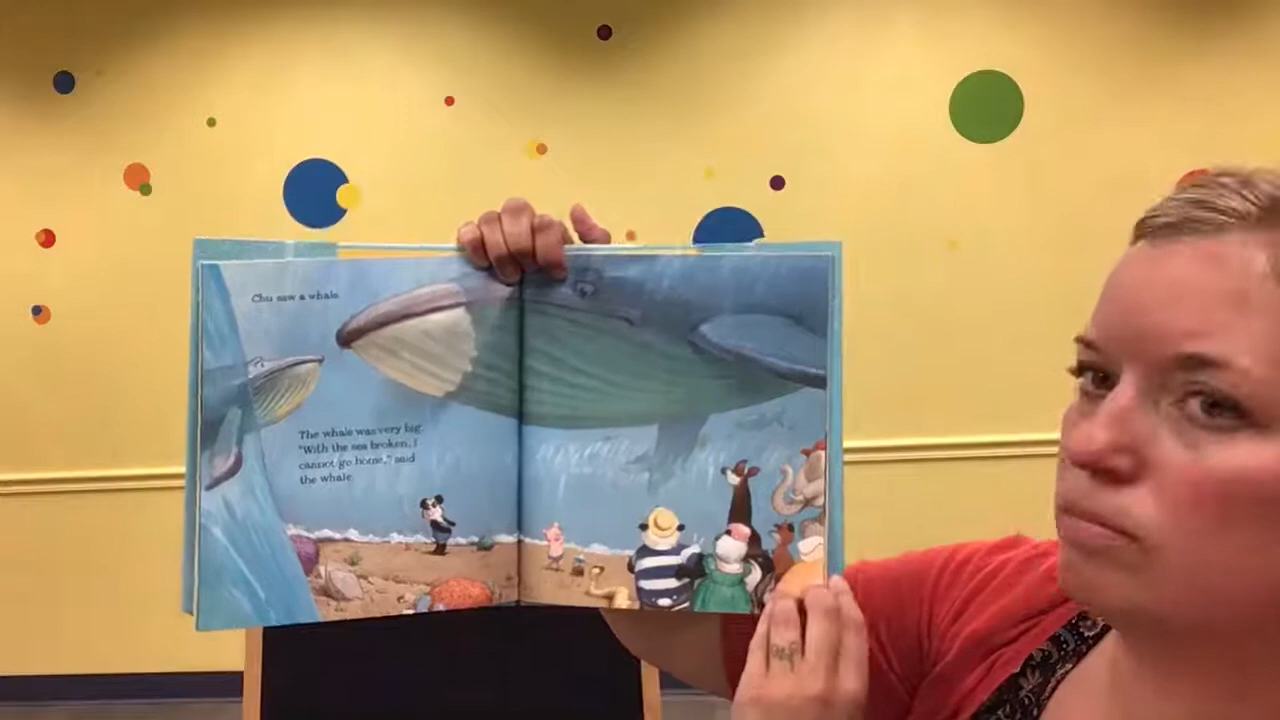 Chu saw a whale.
The whale was very big.
"With the sea broken, I
cannot go home," said
the whale.